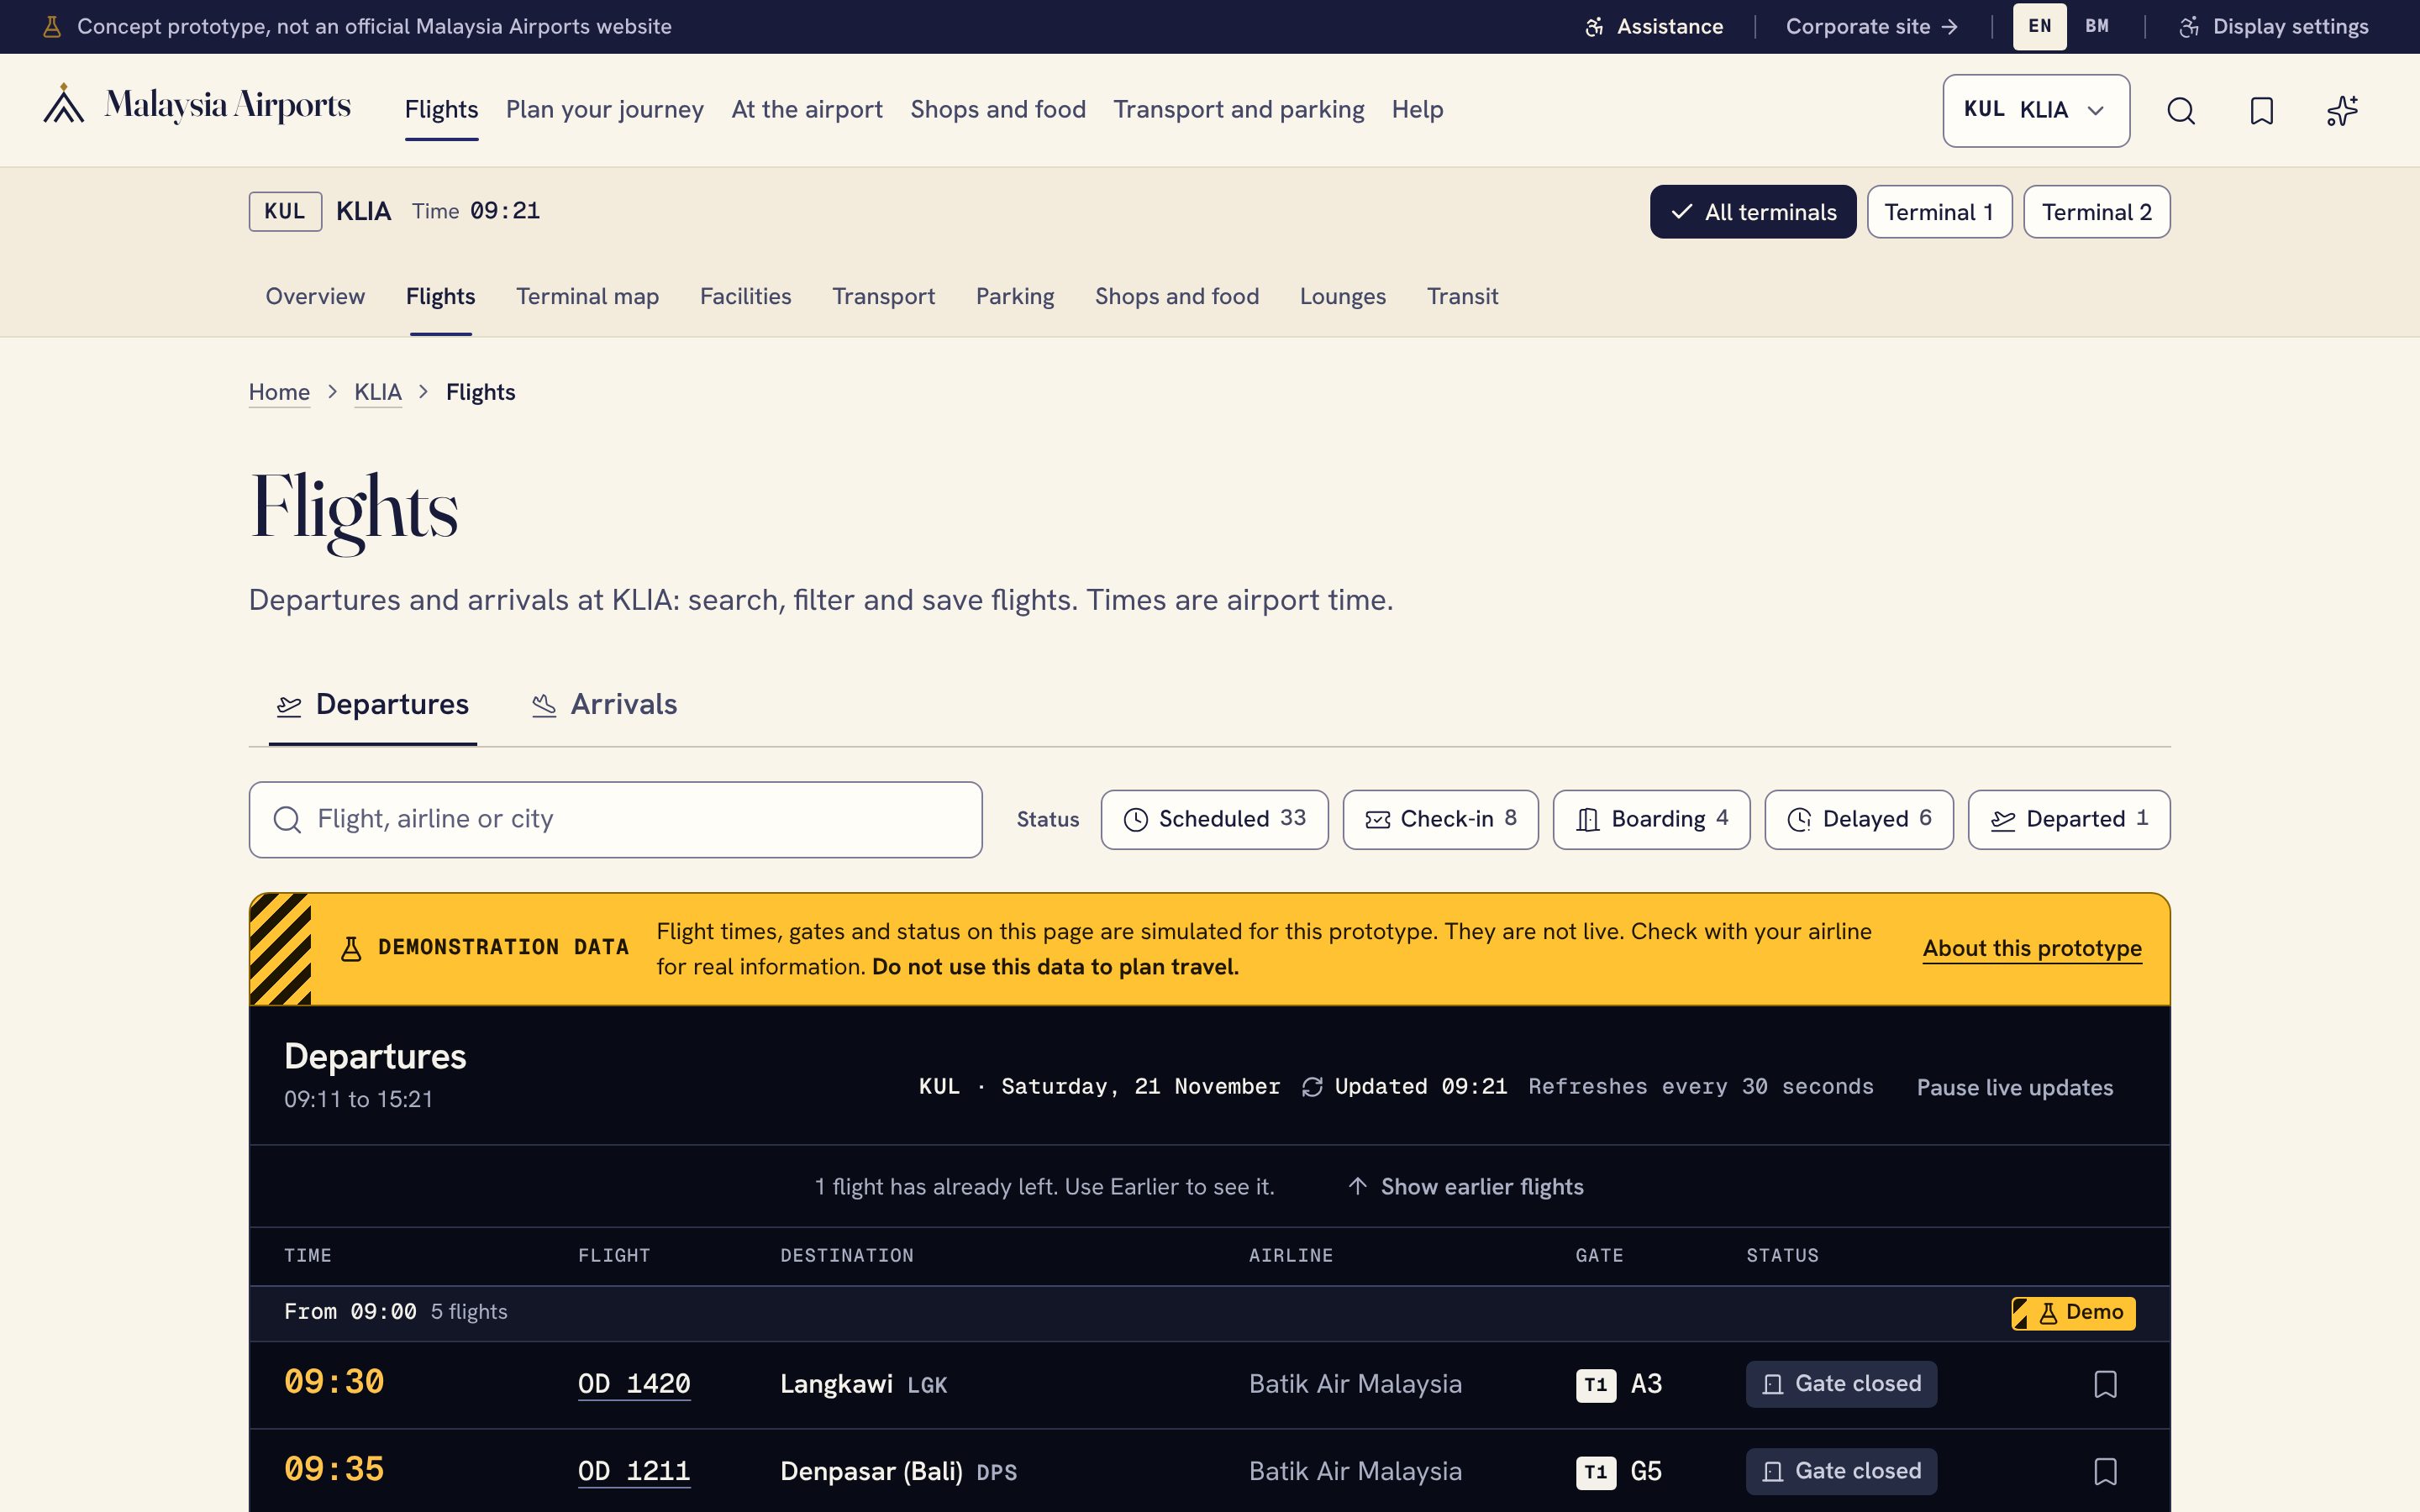 Concept prototype, not an official Malaysia Airports website
Assistance
Corporate site →
EN
BM
Display settings
Malaysia Airports
Flights
Plan your journey
At the airport
Shops and food
Transport and parking
Help
KUL KLIA
KUL KLIA Time 09:21
All terminals
Terminal 1
Terminal 2
Overview
Flights
Terminal map
Facilities
Transport
Parking
Shops and food
Lounges
Transit
Home > KLIA > Flights
Flights
Departures and arrivals at KLIA: search, filter and save flights. Times are airport time.
Departures
Arrivals
Flight, airline or city
Status
Scheduled 33
Check-in 8
Boarding 4
Delayed 6
Departed 1
DEMONSTRATION DATA
Flight times, gates and status on this page are simulated for this prototype. They are not live. Check with your airline
for real information. Do not use this data to plan travel.
About this prototype
Departures
09:11 to 15:21
KUL · Saturday, 21 November
Updated 09:21
Refreshes every 30 seconds
Pause live updates
1 flight has already left. Use Earlier to see it.
↑ Show earlier flights
TIME FLIGHT DESTINATION AIRLINE GATE STATUS
From 09:00 5 flights
Demo
09:30 OD 1420 Langkawi LGK Batik Air Malaysia T1 A3 Gate closed
09:35 OD 1211 Denpasar (Bali) DPS Batik Air Malaysia T1 G5 Gate closed